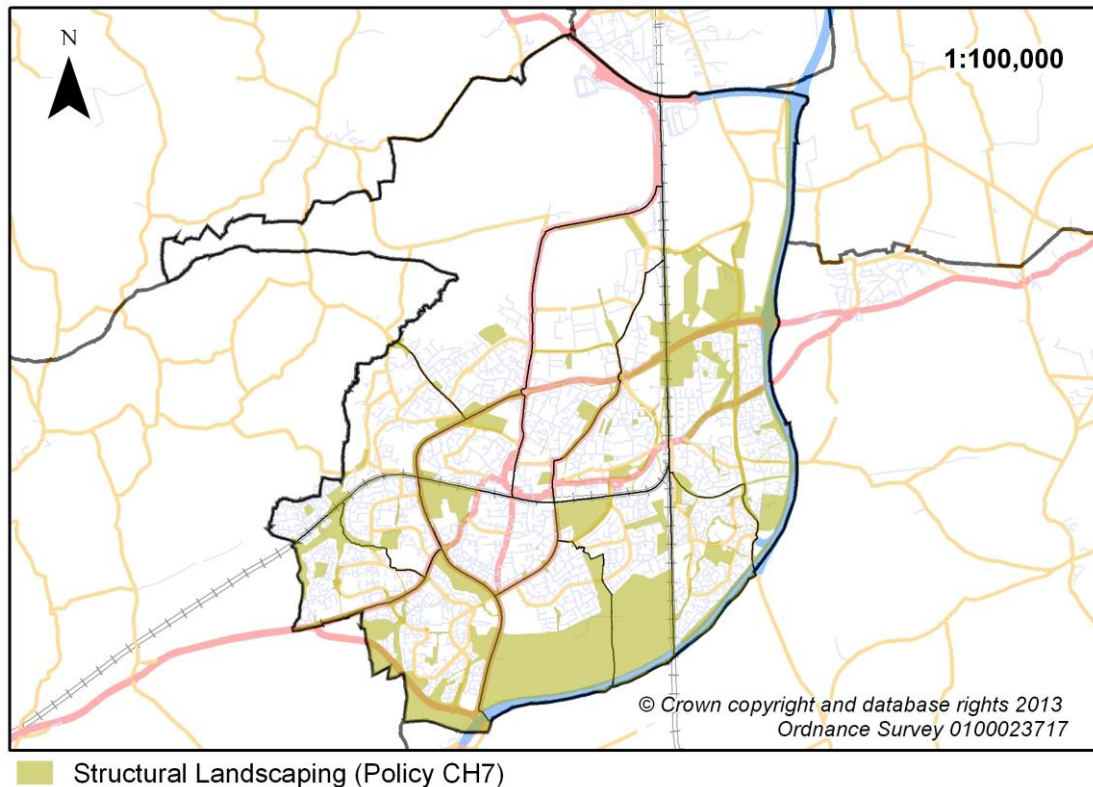 N
1:100,000
© Crown copyright and database rights 2013
Ordnance Survey 0100023717
Structural Landscaping (Policy CH7)